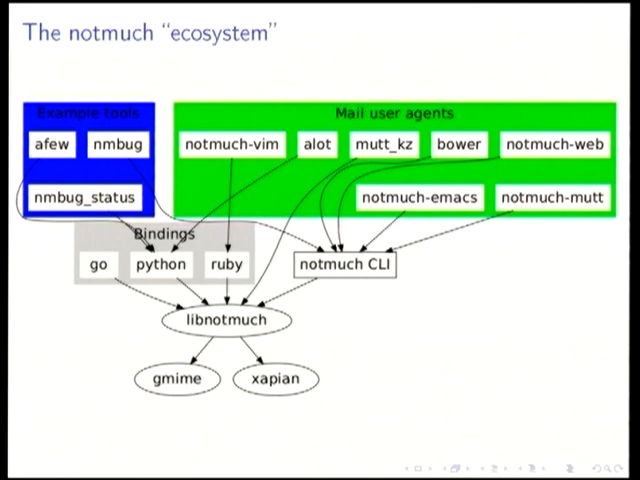 The notmuch “ecosystem”
Example tools
Mail user agents
afew
nmbug
notmuch-vim
alot
mutt_kz
bower
notmuch-web
nmbug_status
notmuch-emacs
notmuch-mutt
Bindings
go
python
ruby
notmuch CLI
libnotmuch
gmime
xapian